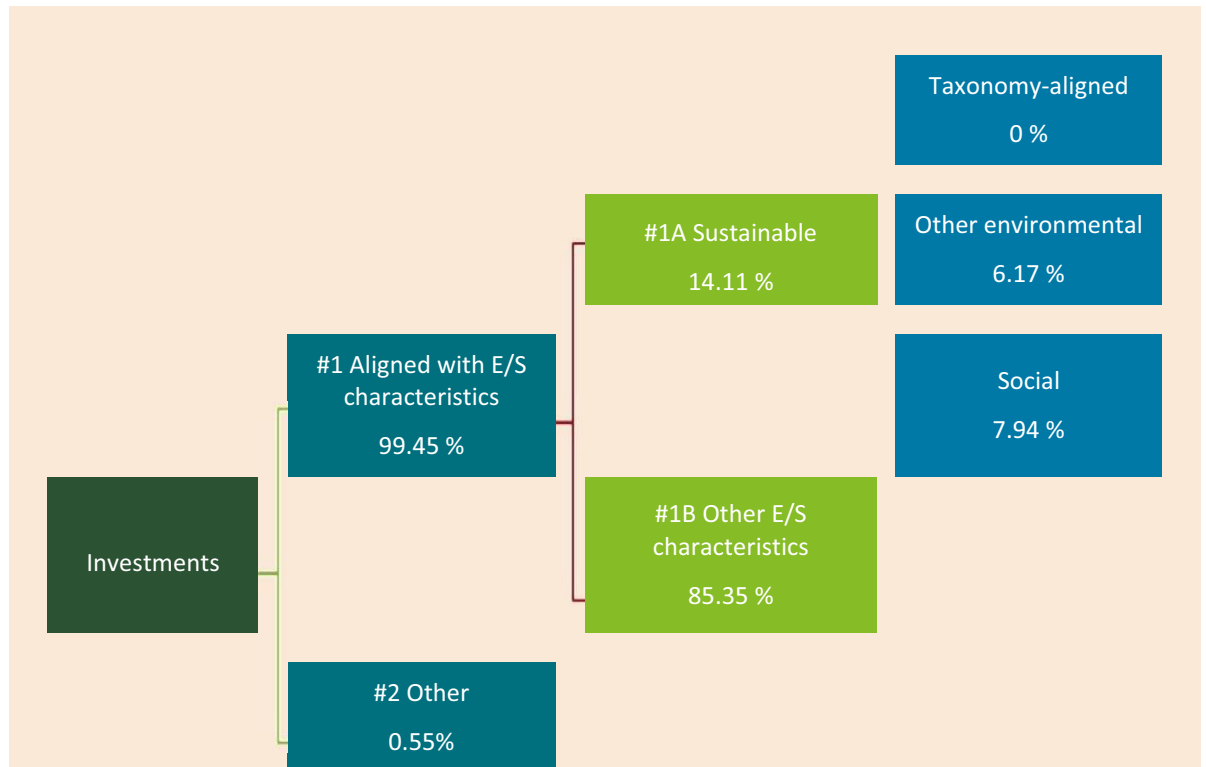 Taxonomy-aligned
0 %
#1A Sustainable
14.11 %
Other environmental
6.17 %
#1 Aligned with E/S
characteristics
99.45 %
Social
7.94 %
Investments
#1B Other E/S
characteristics
85.35 %
#2 Other
0.55%